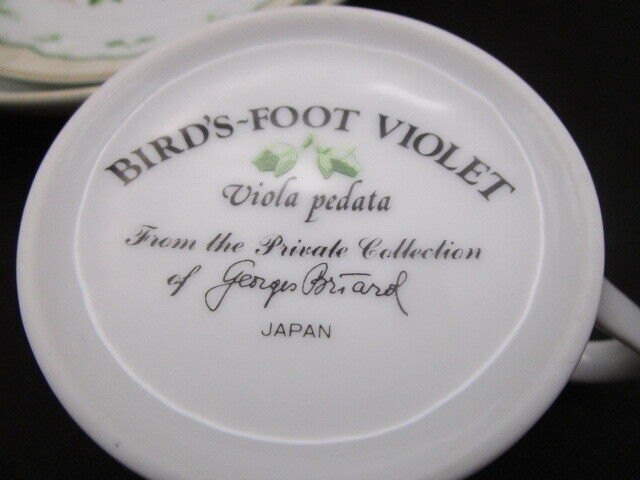 BIRD'S-FOOT VIOLET
Viola pedata
From the Private Collection
of Georges Briard
JAPAN